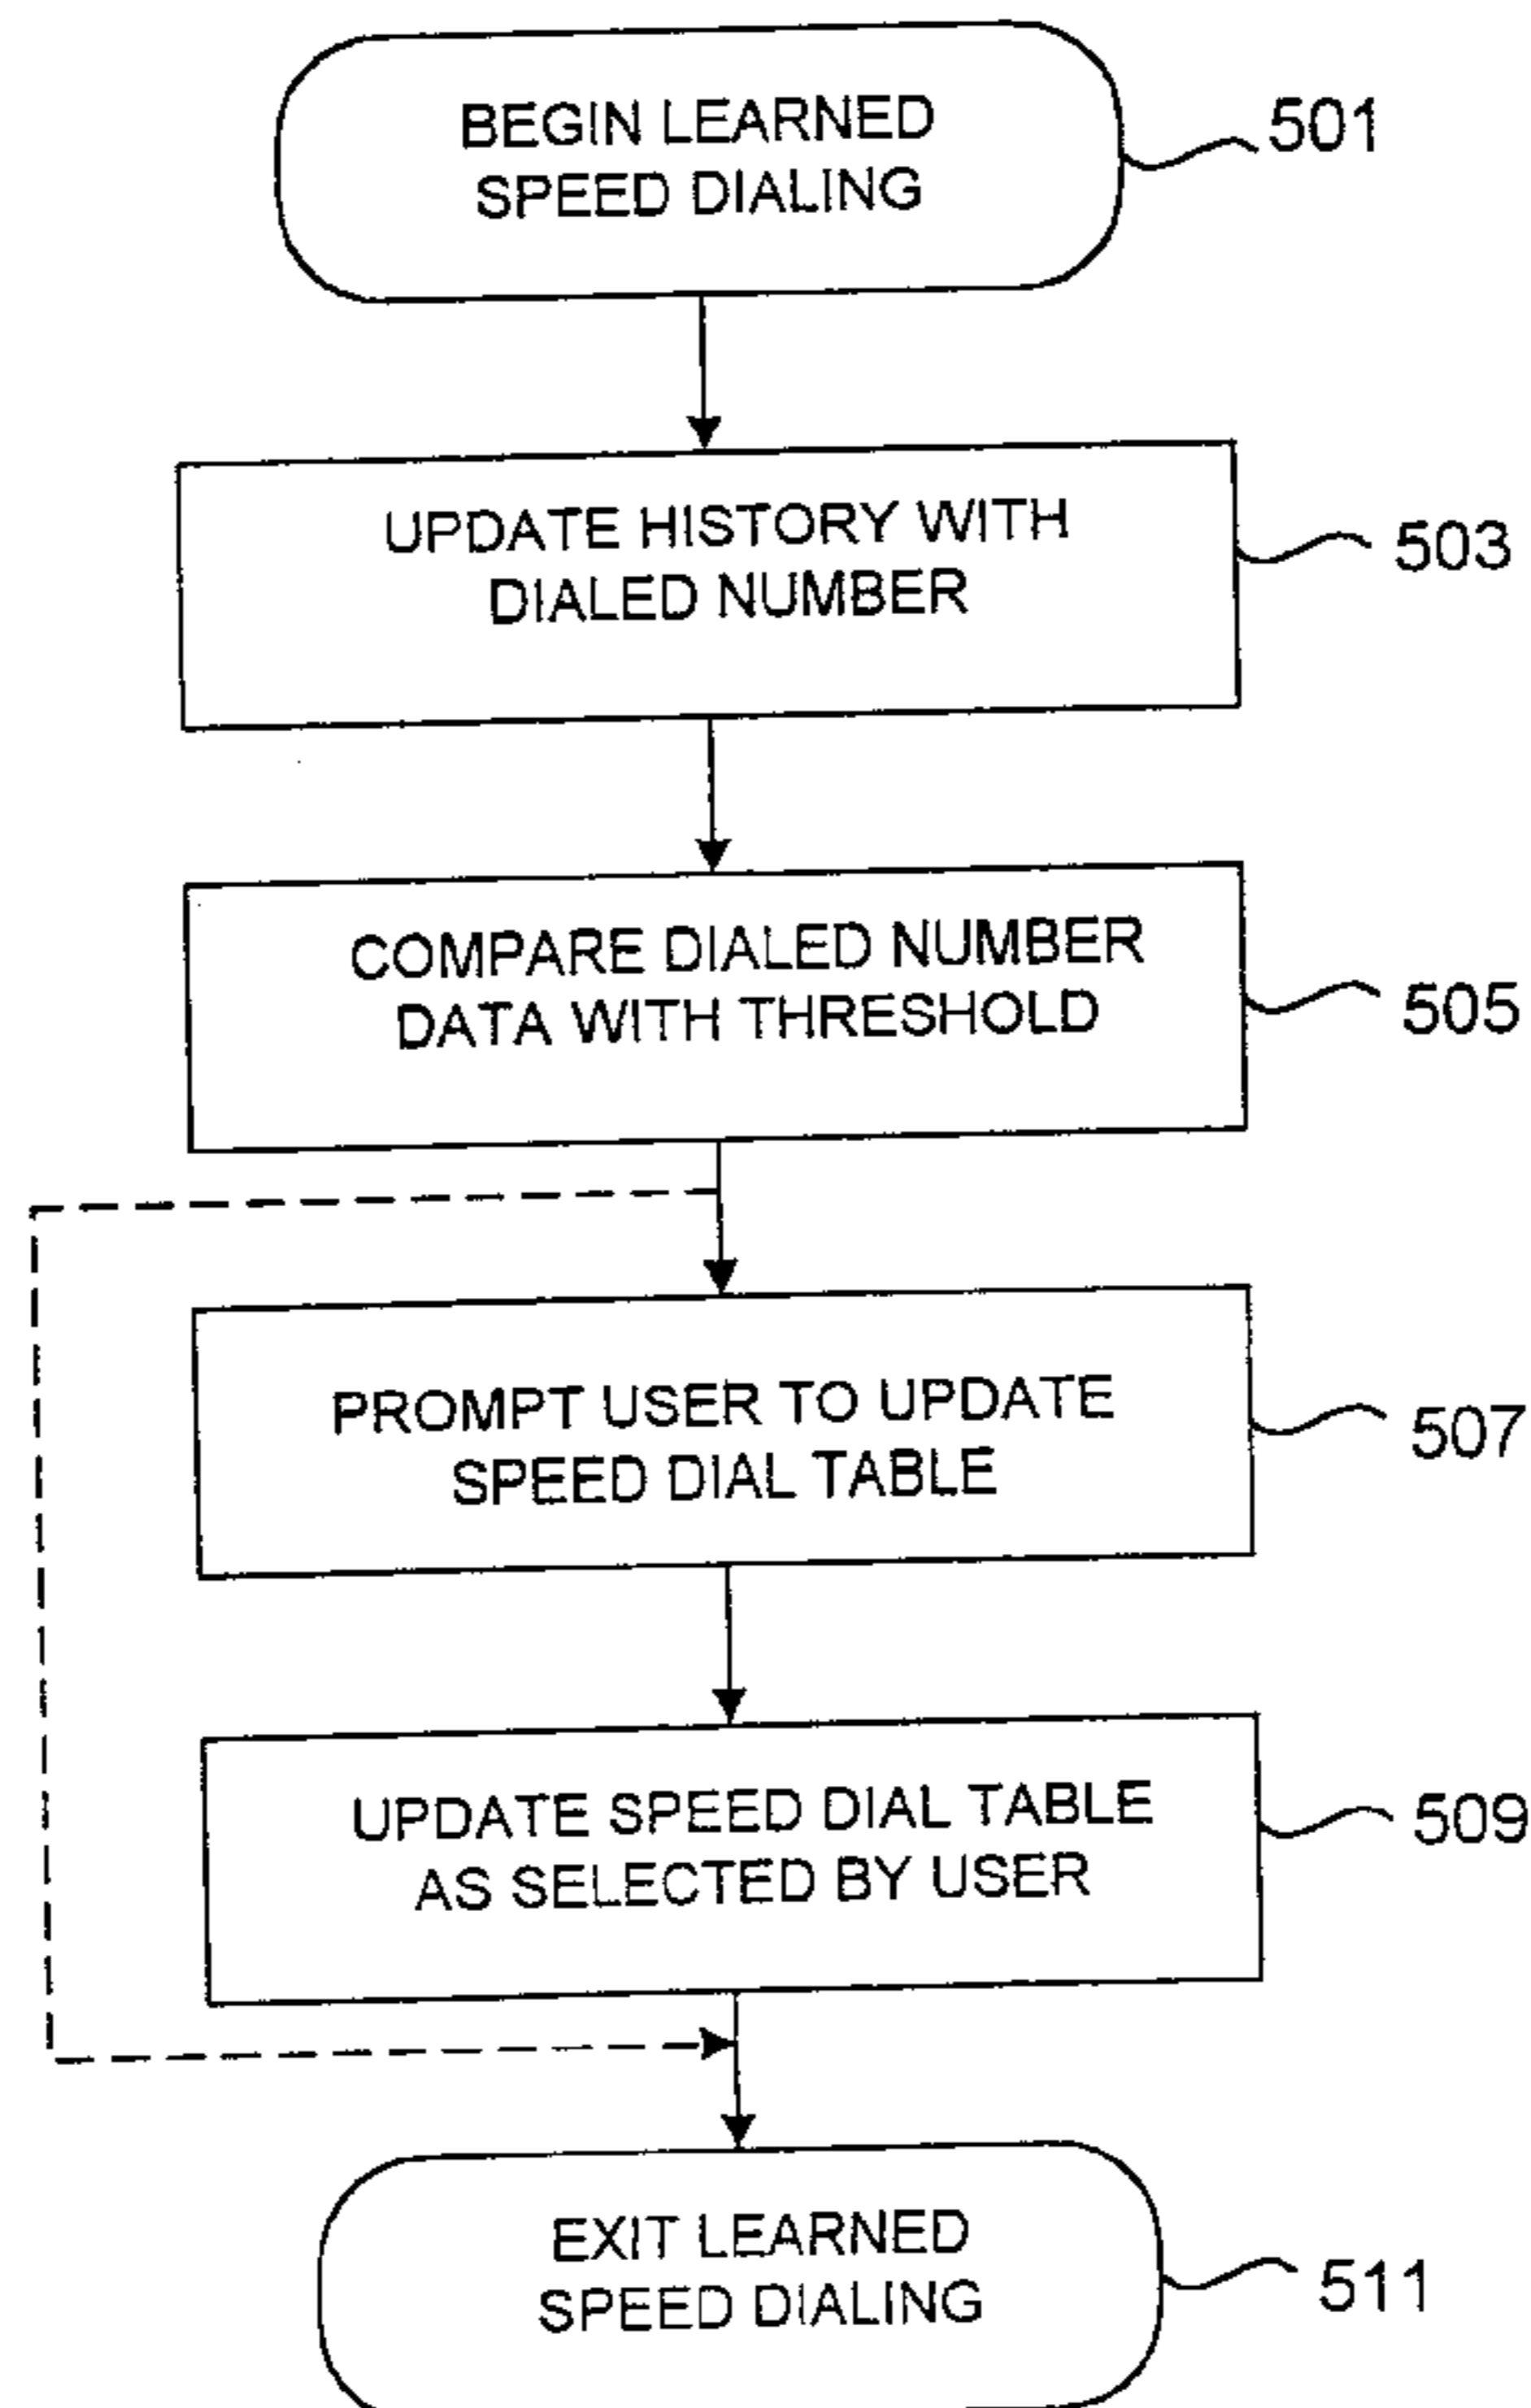 BEGIN LEARNED
SPEED DIALING
501
UPDATE HISTORY WITH
DIALED NUMBER
503
COMPARE DIALED NUMBER
DATA WITH THRESHOLD
505
PROMPT USER TO UPDATE
SPEED DIAL TABLE
507
UPDATE SPEED DIAL TABLE
AS SELECTED BY USER
509
EXIT LEARNED
SPEED DIALING
511